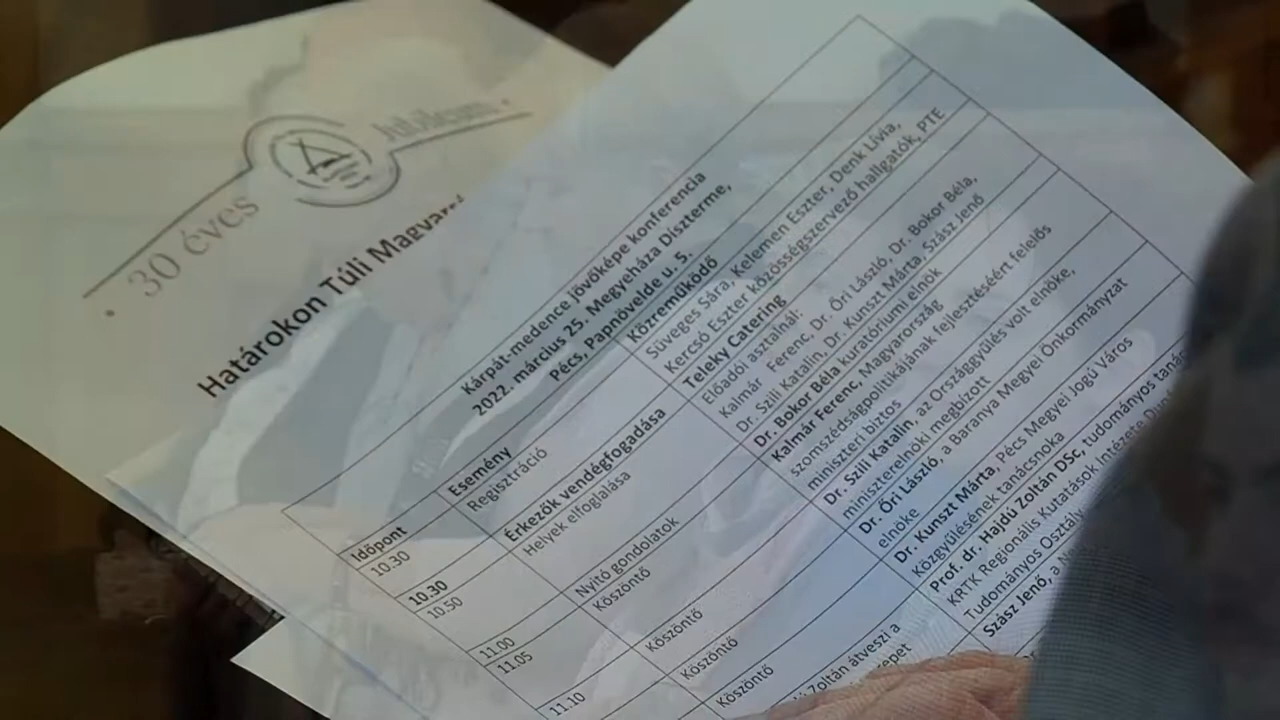 30 éves
Jubileum
Határokon Túli
Kárpát-medence jövőképe konferencia
2022. március 25. Megyeháza Díszterme,
Pécs, Papnövelde u. 5.
Időpont Esemény Közreműködő
10.30 Regisztráció Süveges Sára, Kelemen Eszter, Denk Lívia,
Kercsó Eszter közösségszervező hallgatók, PTE
10.30 Érkezők vendégfogadása Teleky Catering
10.50 Helyek elfoglalása Előadói asztalnál:
Kalmár Ferenc, Dr. Őri László, Dr. Bokor Béla,
Dr. Szili Katalin, Dr. Kunszt Márta, Szász Jenő
11.00 Nyitó gondolatok Dr. Bokor Béla kuratóriumi elnök
11.05 Köszöntő Kalmár Ferenc, Magyarország
szomszédságpolitikájának fejlesztéséért felelős
miniszteri biztos
11.10 Köszöntő Dr. Szili Katalin, az Országgyűlés volt elnöke,
miniszterelnöki megbízott
Köszöntő Dr. Őri László, a Baranya Megyei Önkormányzat
elnöke
Köszöntő Dr. Kunszt Márta, Pécs Megyei Jogú Város
Közgyűlésének tanácsnoka
Zoltán átveszi a Prof. dr. Hajdú Zoltán DSc, tudományos
KRTK Regionális Kutatások Intézete
Tudományos Osztály
Szász Jenő, a